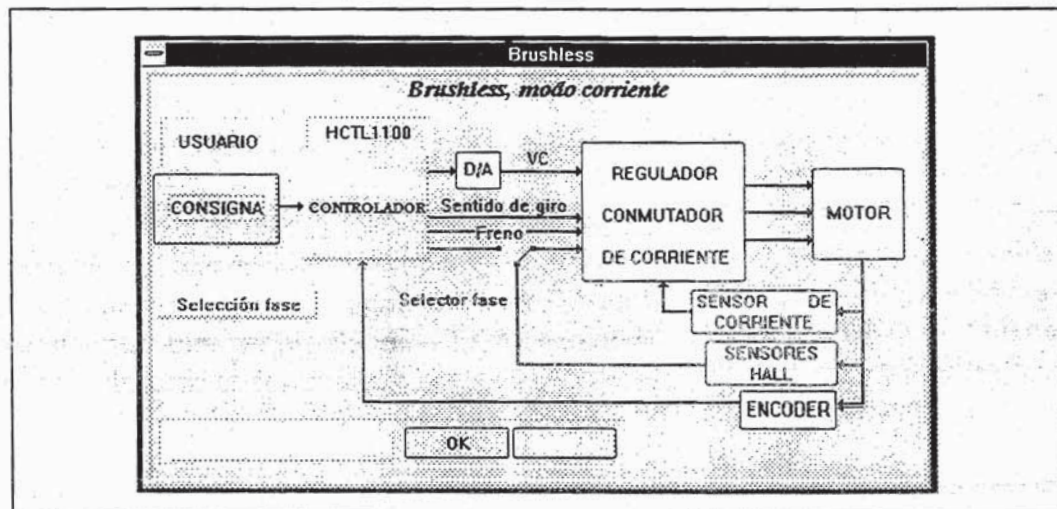 Brushless
Brushless, modo corriente
USUARIO
HCTL1100
D/A
VC
REGULADOR
CONMUTADOR
DE CORRIENTE
MOTOR
CONSIGNA
CONTROLADOR
Sentido de giro
Freno
Selección fase
Selector fase
SENSOR DE
CORRIENTE
SENSORES
HALL
ENCODER
OK